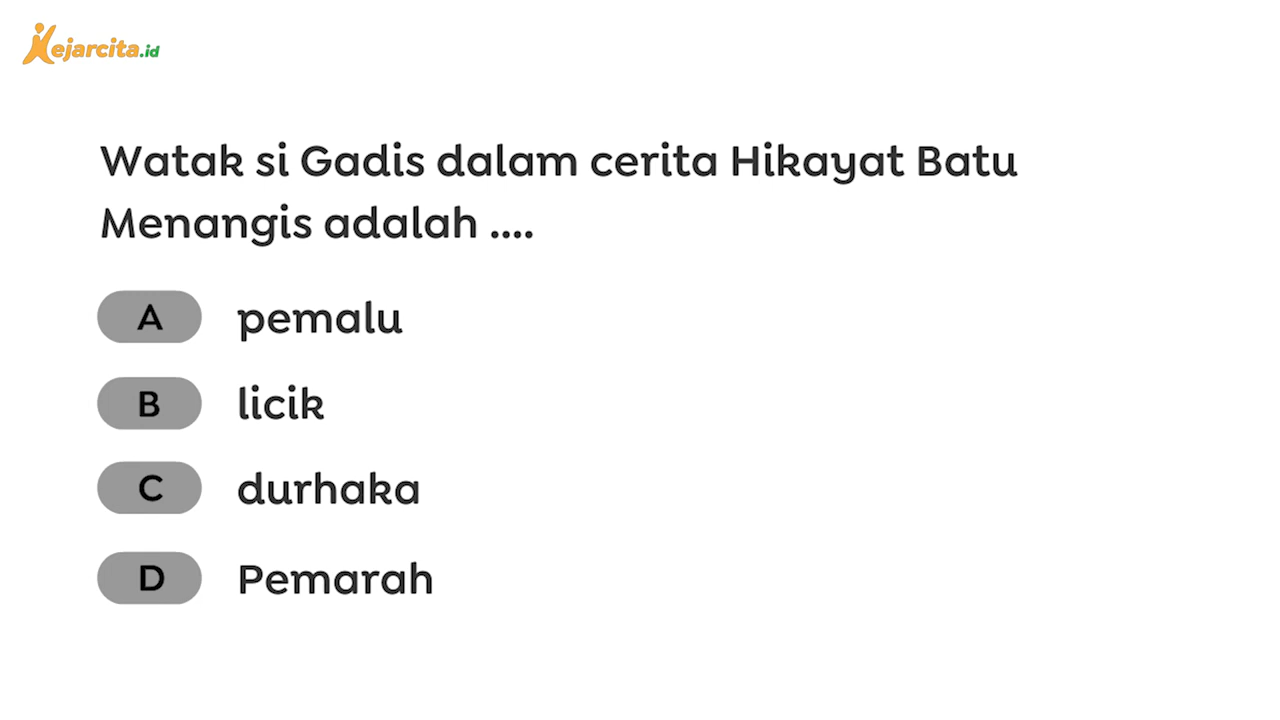 Kejarcita.id
Watak si Gadis dalam cerita Hikayat Batu
Menangis adalah ....
A pemalu
B licik
C durhaka
D Pemarah